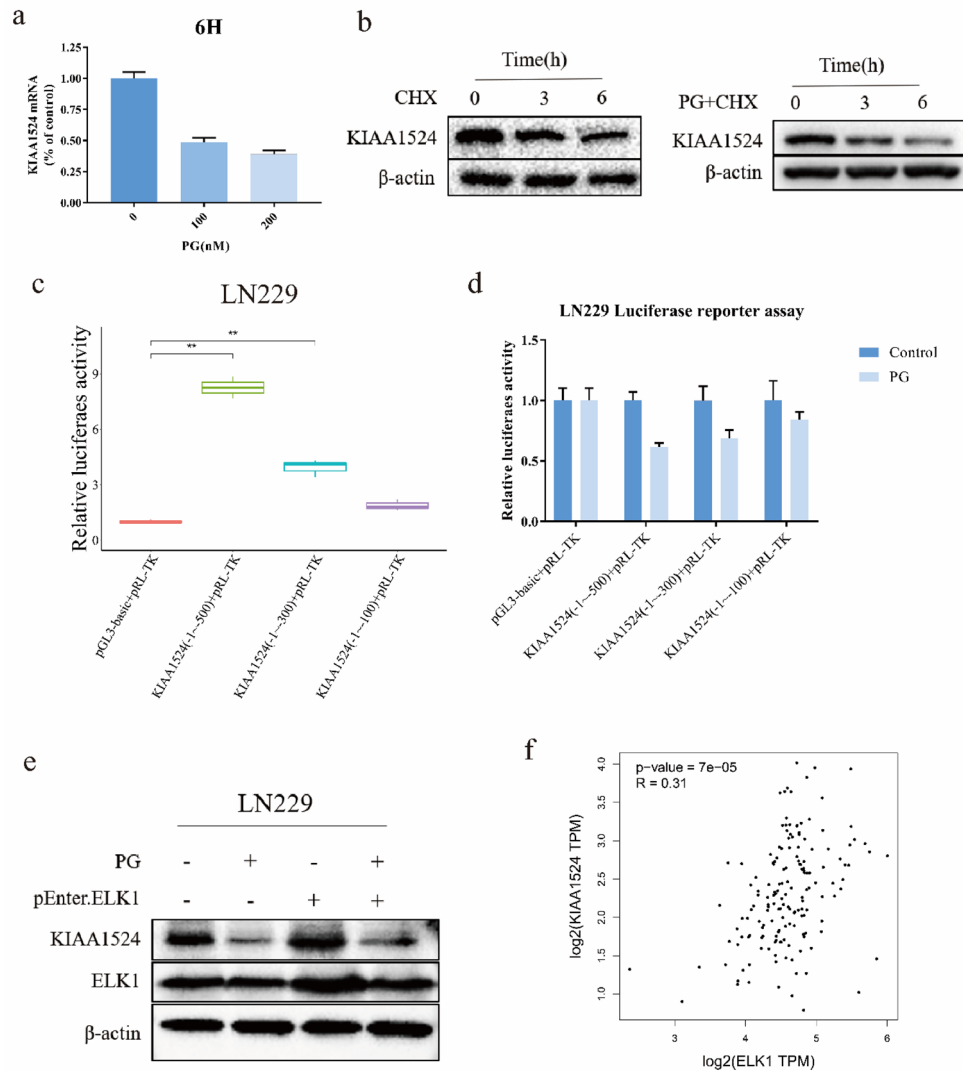 a
6H
KIAA1524 mRNA
(% of control)
1.25
1.00
0.75
0.50
0.25
0.00
0
100
200
PG(nM)
b
Time(h)
CHX 0 3 6
KIAA1524
β-actin
Time(h)
PG+CHX 0 3 6
KIAA1524
β-actin
c
LN229
Relative luciferaes activity
9
6
3
0
**
**
pGL3-basic+pRL-TK
KIAA1524(-1~-500)+pRL-TK
KIAA1524(-1~-300)+pRL-TK
KIAA1524(-1~-100)+pRL-TK
d
LN229 Luciferase reporter assay
Relative luciferaes activity
1.5
1.0
0.5
0.0
Control
PG
pGL3-basic+pRL-TK
KIAA1524(-1~-500)+pRL-TK
KIAA1524(-1~-300)+pRL-TK
KIAA1524(-1~-100)+pRL-TK
e
LN229
PG - + - +
pEnter.ELK1 - - + +
KIAA1524
ELK1
β-actin
f
p-value = 7e-05
R = 0.31
log2(KIAA1524 TPM)
4.0
3.5
3.0
2.5
2.0
1.5
1.0
3 4 5 6
log2(ELK1 TPM)